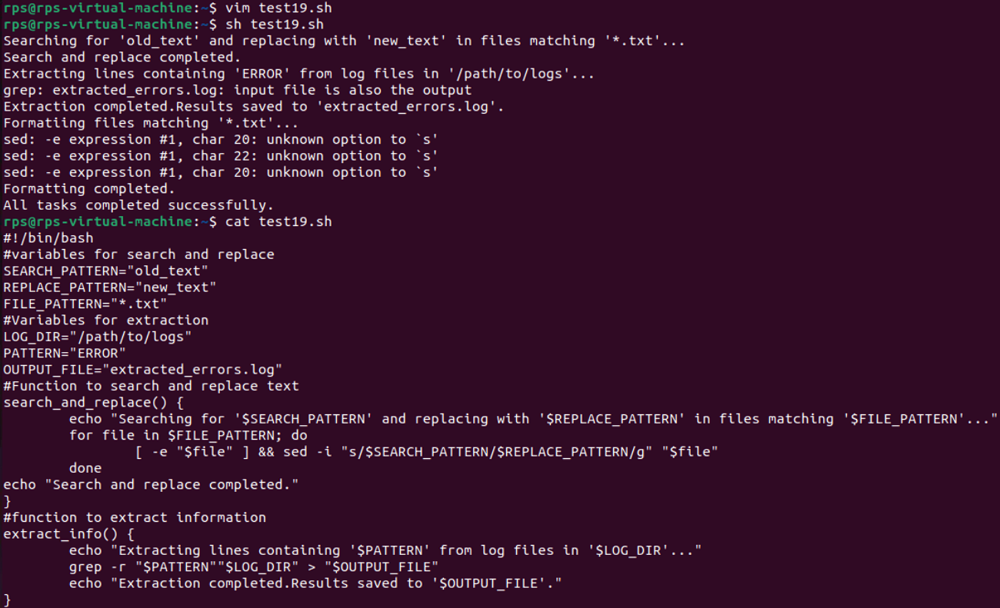 rps@rps-virtual-machine:~$ vim test19.sh
rps@rps-virtual-machine:~$ sh test19.sh
Searching for 'old_text' and replacing with 'new_text' in files matching '*.txt'...
Search and replace completed.
Extracting lines containing 'ERROR' from log files in '/path/to/logs'...
grep: extracted_errors.log: input file is also the output
Extraction completed.Results saved to 'extracted_errors.log'.
Formatting files matching '*.txt'...
sed: -e expression #1, char 20: unknown option to `s'
sed: -e expression #1, char 22: unknown option to `s'
sed: -e expression #1, char 20: unknown option to `s'
Formatting completed.
All tasks completed successfully.
rps@rps-virtual-machine:~$ cat test19.sh
#!/bin/bash
#variables for search and replace
SEARCH_PATTERN="old_text"
REPLACE_PATTERN="new_text"
FILE_PATTERN="*.txt"
#Variables for extraction
LOG_DIR="/path/to/logs"
PATTERN="ERROR"
OUTPUT_FILE="extracted_errors.log"
#Function to search and replace text
search_and_replace() {
        echo "Searching for '$SEARCH_PATTERN' and replacing with '$REPLACE_PATTERN' in files matching '$FILE_PATTERN'..."
        for file in $FILE_PATTERN; do
                [ -e "$file" ] && sed -i "s/$SEARCH_PATTERN/$REPLACE_PATTERN/g" "$file"
        done
echo "Search and replace completed."
}
#function to extract information
extract_info() {
        echo "Extracting lines containing '$PATTERN' from log files in '$LOG_DIR'..."
        grep -r "$PATTERN""$LOG_DIR" > "$OUTPUT_FILE"
        echo "Extraction completed.Results saved to '$OUTPUT_FILE'."
}